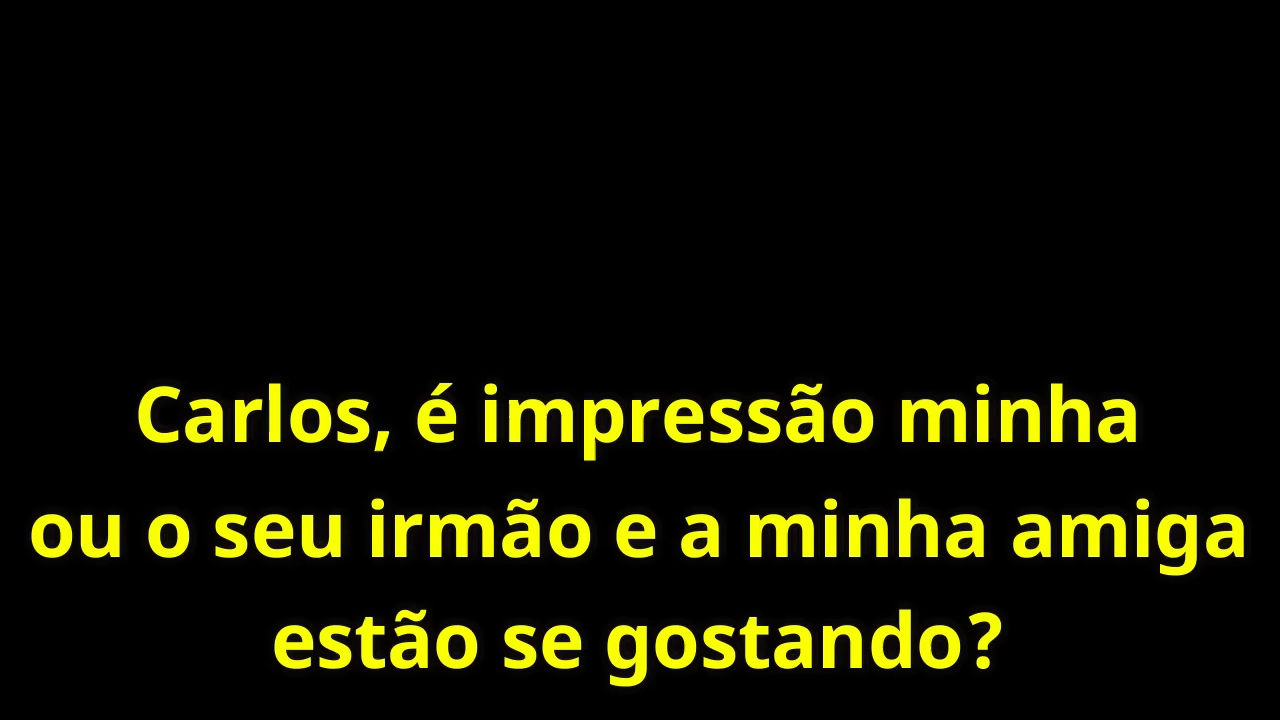 Carlos, é impressão minha
ou o seu irmão e a minha amiga
estão se gostando?